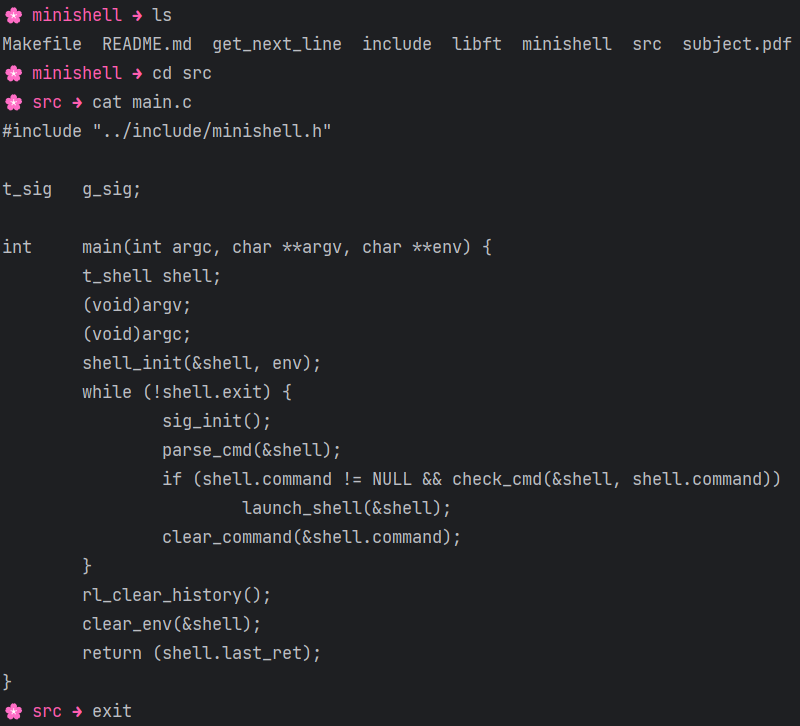 🌸 minishell → ls
Makefile  README.md  get_next_line  include  libft  minishell  src  subject.pdf
🌸 minishell → cd src
🌸 src → cat main.c
#include "../include/minishell.h"

t_sig   g_sig;

int     main(int argc, char **argv, char **env) {
        t_shell shell;
        (void)argv;
        (void)argc;
        shell_init(&shell, env);
        while (!shell.exit) {
                sig_init();
                parse_cmd(&shell);
                if (shell.command != NULL && check_cmd(&shell, shell.command))
                        launch_shell(&shell);
                clear_command(&shell.command);
        }
        rl_clear_history();
        clear_env(&shell);
        return (shell.last_ret);
}
🌸 src → exit